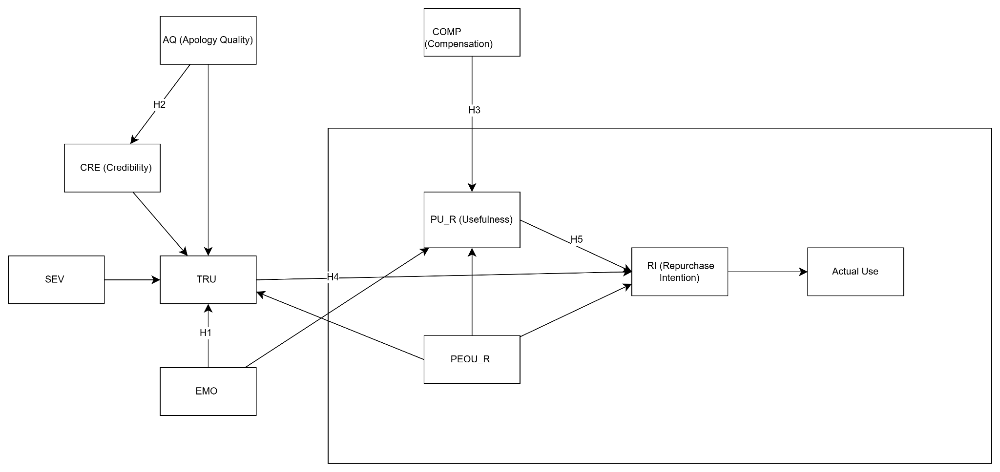 AQ (Apology Quality)
COMP
(Compensation)
H2
H3
CRE (Credibility)
PU_R (Usefulness)
H5
SEV
TRU
H4
RI (Repurchase
Intention)
Actual Use
H1
PEOU_R
EMO